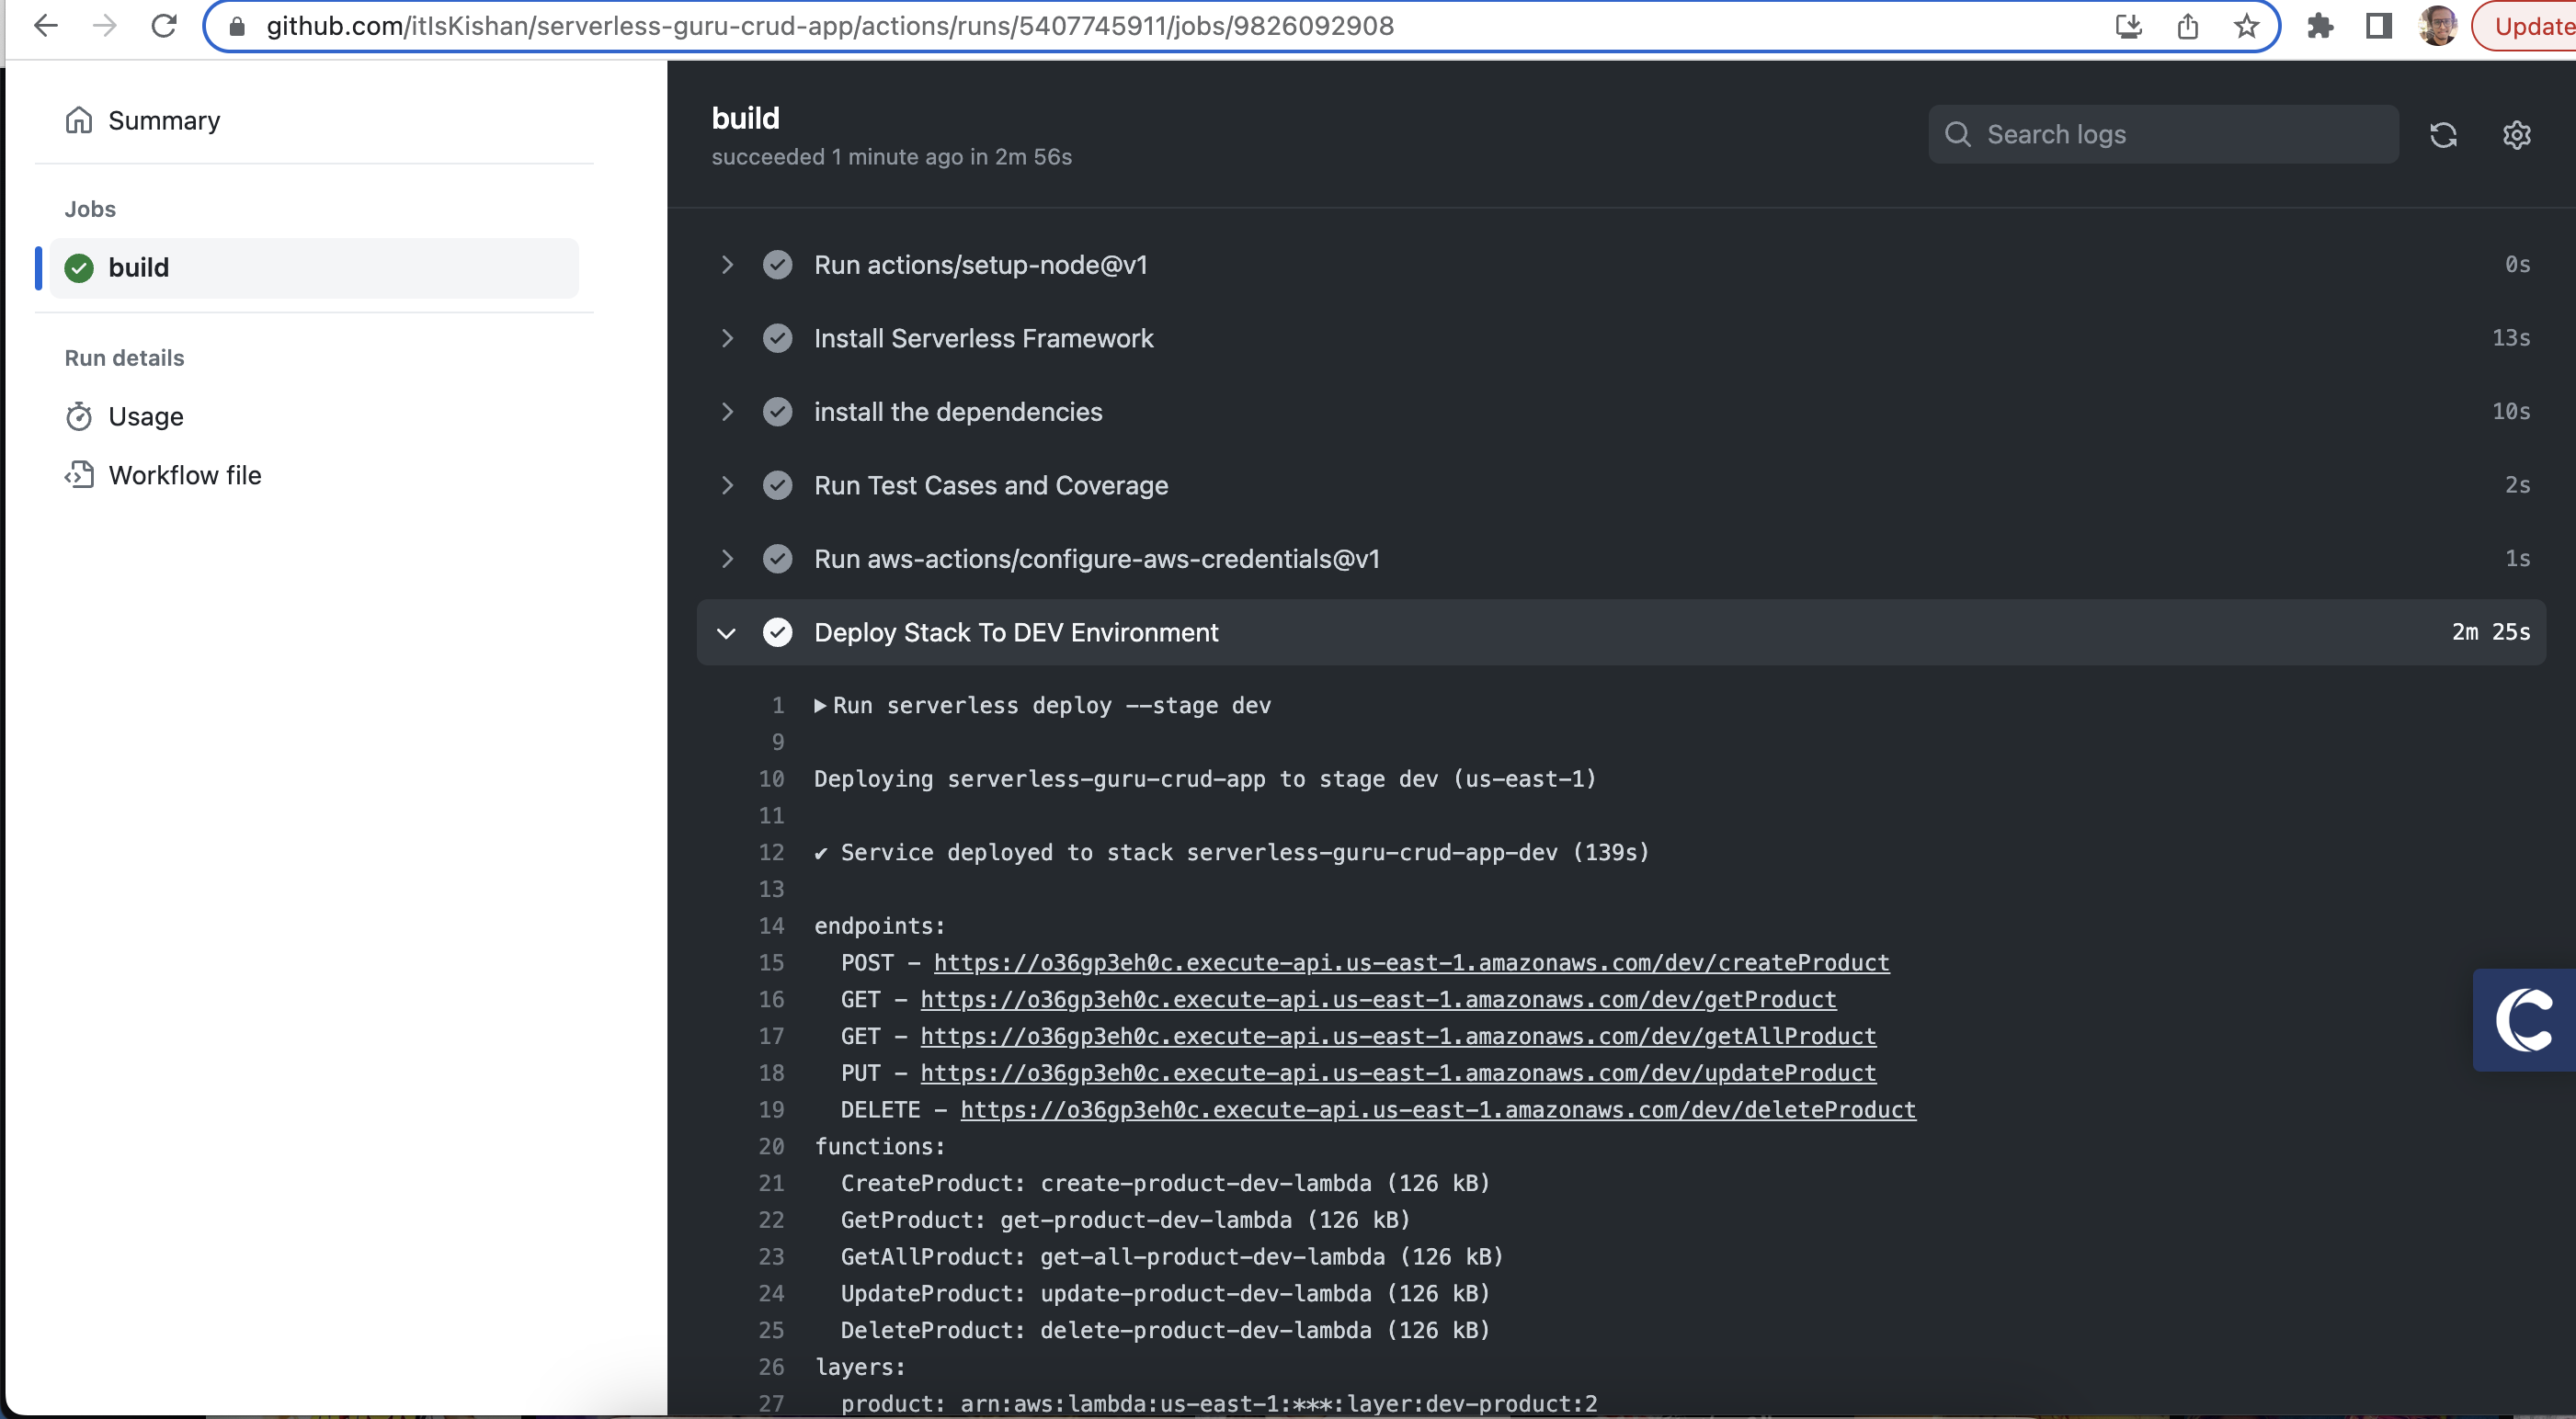 github.com/itIsKishan/serverless-guru-crud-app/actions/runs/5407745911/jobs/9826092908
Update
Summary
Jobs
build
Run details
Usage
Workflow file
build
succeeded 1 minute ago in 2m 56s
Search logs
Run actions/setup-node@v1 0s
Install Serverless Framework 13s
install the dependencies 10s
Run Test Cases and Coverage 2s
Run aws-actions/configure-aws-credentials@v1 1s
Deploy Stack To DEV Environment 2m 25s
1 ▶Run serverless deploy --stage dev
9
10 Deploying serverless-guru-crud-app to stage dev (us-east-1)
11
12 ✔ Service deployed to stack serverless-guru-crud-app-dev (139s)
13
14 endpoints:
15 POST - https://o36gp3eh0c.execute-api.us-east-1.amazonaws.com/dev/createProduct
16 GET - https://o36gp3eh0c.execute-api.us-east-1.amazonaws.com/dev/getProduct
17 GET - https://o36gp3eh0c.execute-api.us-east-1.amazonaws.com/dev/getAllProduct
18 PUT - https://o36gp3eh0c.execute-api.us-east-1.amazonaws.com/dev/updateProduct
19 DELETE - https://o36gp3eh0c.execute-api.us-east-1.amazonaws.com/dev/deleteProduct
20 functions:
21 CreateProduct: create-product-dev-lambda (126 kB)
22 GetProduct: get-product-dev-lambda (126 kB)
23 GetAllProduct: get-all-product-dev-lambda (126 kB)
24 UpdateProduct: update-product-dev-lambda (126 kB)
25 DeleteProduct: delete-product-dev-lambda (126 kB)
26 layers:
27 product: arn:aws:lambda:us-east-1:***:layer:dev-product:2